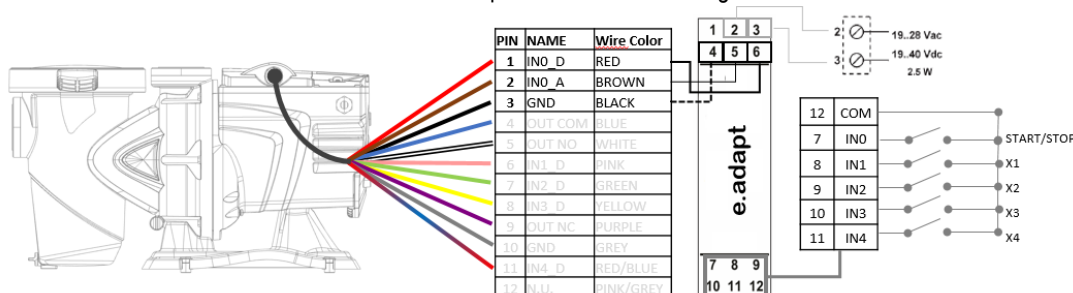 PIN NAME Wire Color
1 IN0_D RED
2 IN0_A BROWN
3 GND BLACK
4 OUT COM BLUE
5 OUT NO WHITE
6 IN1_D PINK
7 IN2_D GREEN
8 IN3_D YELLOW
9 OUT NC PURPLE
10 GND GREY
11 IN4_D RED/BLUE
12 N.U. PINK/GREY
1 2 3
4 5 6
e.adapt
7 8 9
10 11 12
2 19..28 Vac
3 19..40 Vdc
2.5 W
12 COM
7 IN0 START/STOP
8 IN1 X1
9 IN2 X2
10 IN3 X3
11 IN4 X4